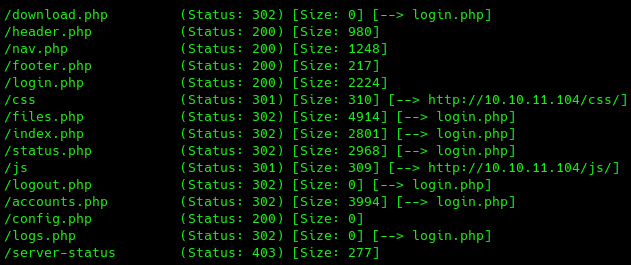 /download.php (Status: 302) [Size: 0] [--> login.php]
/header.php (Status: 200) [Size: 980]
/nav.php (Status: 200) [Size: 1248]
/footer.php (Status: 200) [Size: 217]
/login.php (Status: 200) [Size: 2224]
/css (Status: 301) [Size: 310] [--> http://10.10.11.104/css/]
/files.php (Status: 302) [Size: 4914] [--> login.php]
/index.php (Status: 302) [Size: 2801] [--> login.php]
/status.php (Status: 302) [Size: 2968] [--> login.php]
/js (Status: 301) [Size: 309] [--> http://10.10.11.104/js/]
/logout.php (Status: 302) [Size: 0] [--> login.php]
/accounts.php (Status: 302) [Size: 3994] [--> login.php]
/config.php (Status: 200) [Size: 0]
/logs.php (Status: 302) [Size: 0] [--> login.php]
/server-status (Status: 403) [Size: 277]